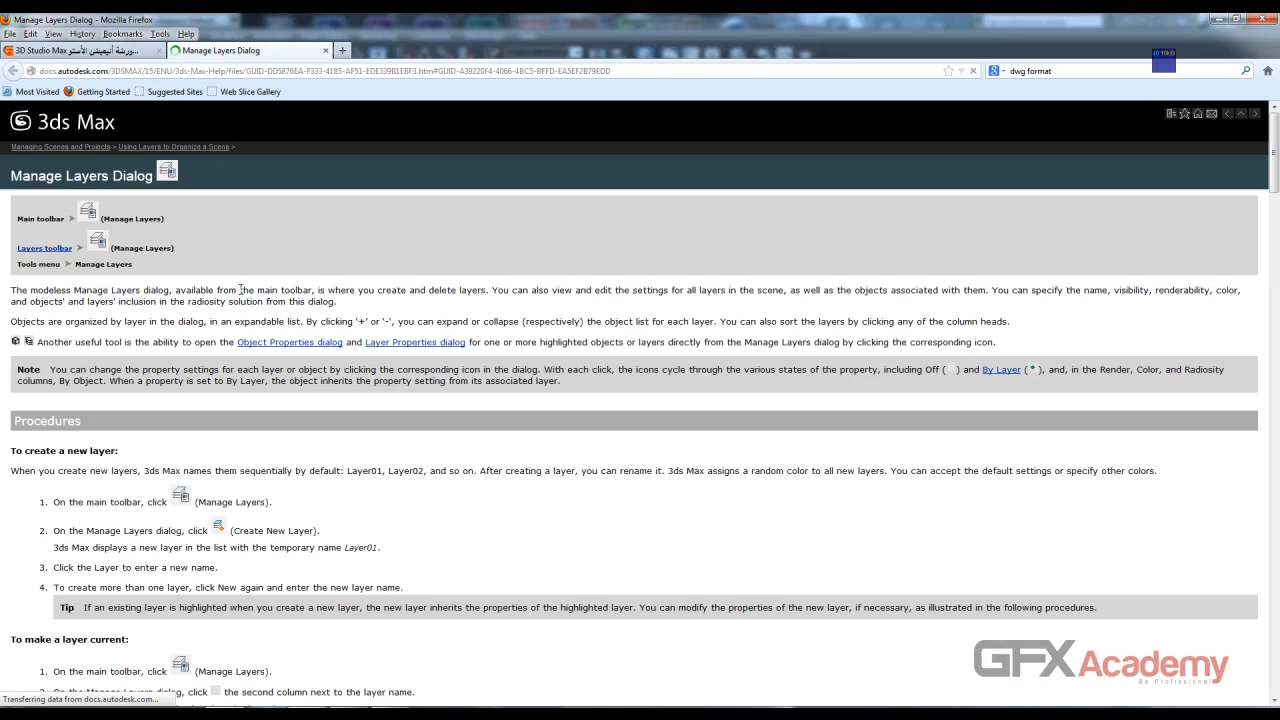 Manage Layers Dialog - Mozilla Firefox
File Edit View History Bookmarks Tools Help
3D Studio Max ورشة أنيميشن الأستو...
Manage Layers Dialog
docs.autodesk.com/3DSMAX/15/ENU/3ds-Max-Help/files/GUID-DD5876EA-F333-4185-AF51-EDE339B1EBF3.htm#GUID-A39220F4-4066-4BC5-BFFD-EA5EF2B79EDD
dwg format
Most Visited Getting Started Suggested Sites Web Slice Gallery
3ds Max
Managing Scenes and Projects > Using Layers to Organize a Scene >
Manage Layers Dialog
Main toolbar (Manage Layers)
Layers toolbar (Manage Layers)
Tools menu Manage Layers
The modeless Manage Layers dialog, available from the main toolbar, is where you create and delete layers. You can also view and edit the settings for all layers in the scene, as well as the objects associated with them. You can specify the name, visibility, renderability, color,
and objects' and layers' inclusion in the radiosity solution from this dialog.
Objects are organized by layer in the dialog, in an expandable list. By clicking '+' or '-', you can expand or collapse (respectively) the object list for each layer. You can also sort the layers by clicking any of the column heads.
Another useful tool is the ability to open the Object Properties dialog and Layer Properties dialog for one or more highlighted objects or layers directly from the Manage Layers dialog by clicking the corresponding icon.
Note You can change the property settings for each layer or object by clicking the corresponding icon in the dialog. With each click, the icons cycle through the various states of the property, including Off ( ) and By Layer ( ), and, in the Render, Color, and Radiosity
columns, By Object. When a property is set to By Layer, the object inherits the property setting from its associated layer.
Procedures
To create a new layer:
When you create new layers, 3ds Max names them sequentially by default: Layer01, Layer02, and so on. After creating a layer, you can rename it. 3ds Max assigns a random color to all new layers. You can accept the default settings or specify other colors.
1. On the main toolbar, click (Manage Layers).
2. On the Manage Layers dialog, click (Create New Layer).
3ds Max displays a new layer in the list with the temporary name Layer01.
3. Click the Layer to enter a new name.
4. To create more than one layer, click New again and enter the new layer name.
Tip If an existing layer is highlighted when you create a new layer, the new layer inherits the properties of the highlighted layer. You can modify the properties of the new layer, if necessary, as illustrated in the following procedures.
To make a layer current:
1. On the main toolbar, click (Manage Layers).
2. On the Manage Layers dialog, click the second column next to the layer name.
GFXAcademy
Be Professional
Transferring data from docs.autodesk.com...